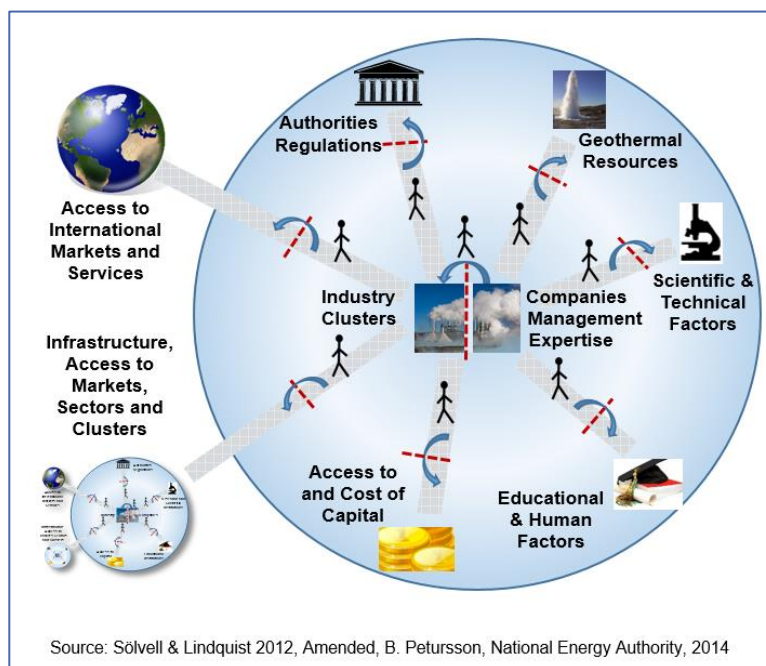 Authorities
Regulations
Geothermal
Resources
Access to
International
Markets and
Services
Scientific &
Technical
Factors
Industry
Clusters
Companies
Management
Expertise
Infrastructure,
Access to
Markets,
Sectors and
Clusters
Access to
and Cost of
Capital
Educational
& Human
Factors
Source: Sölvell & Lindquist 2012, Amended, B. Petursson, National Energy Authority, 2014